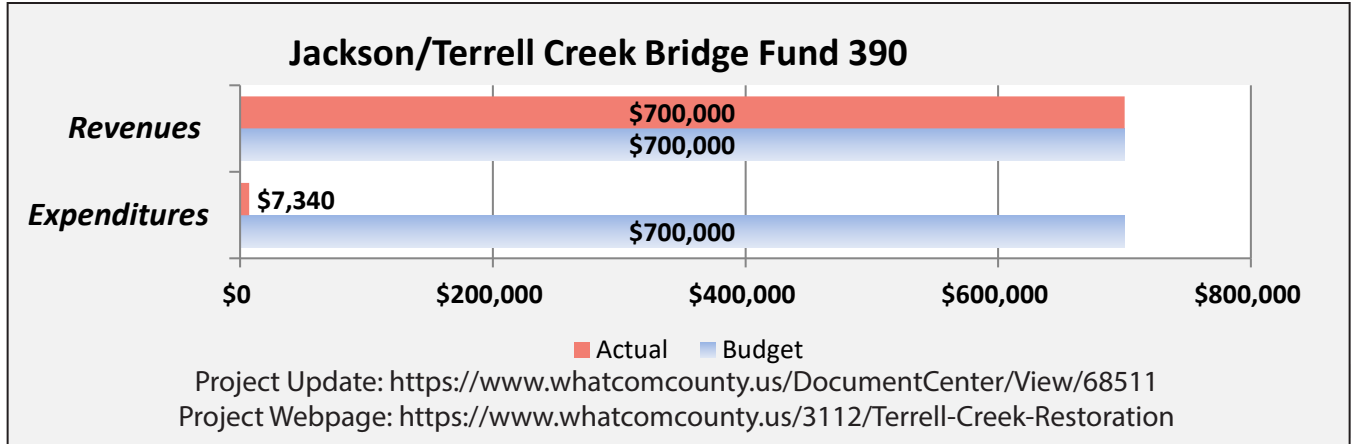 Jackson/Terrell Creek Bridge Fund 390
Revenues
$700,000
$700,000
Expenditures
$7,340
$700,000
$0 $200,000 $400,000 $600,000 $800,000
Actual Budget
Project Update: https://www.whatcomcounty.us/DocumentCenter/View/68511
Project Webpage: https://www.whatcomcounty.us/3112/Terrell-Creek-Restoration